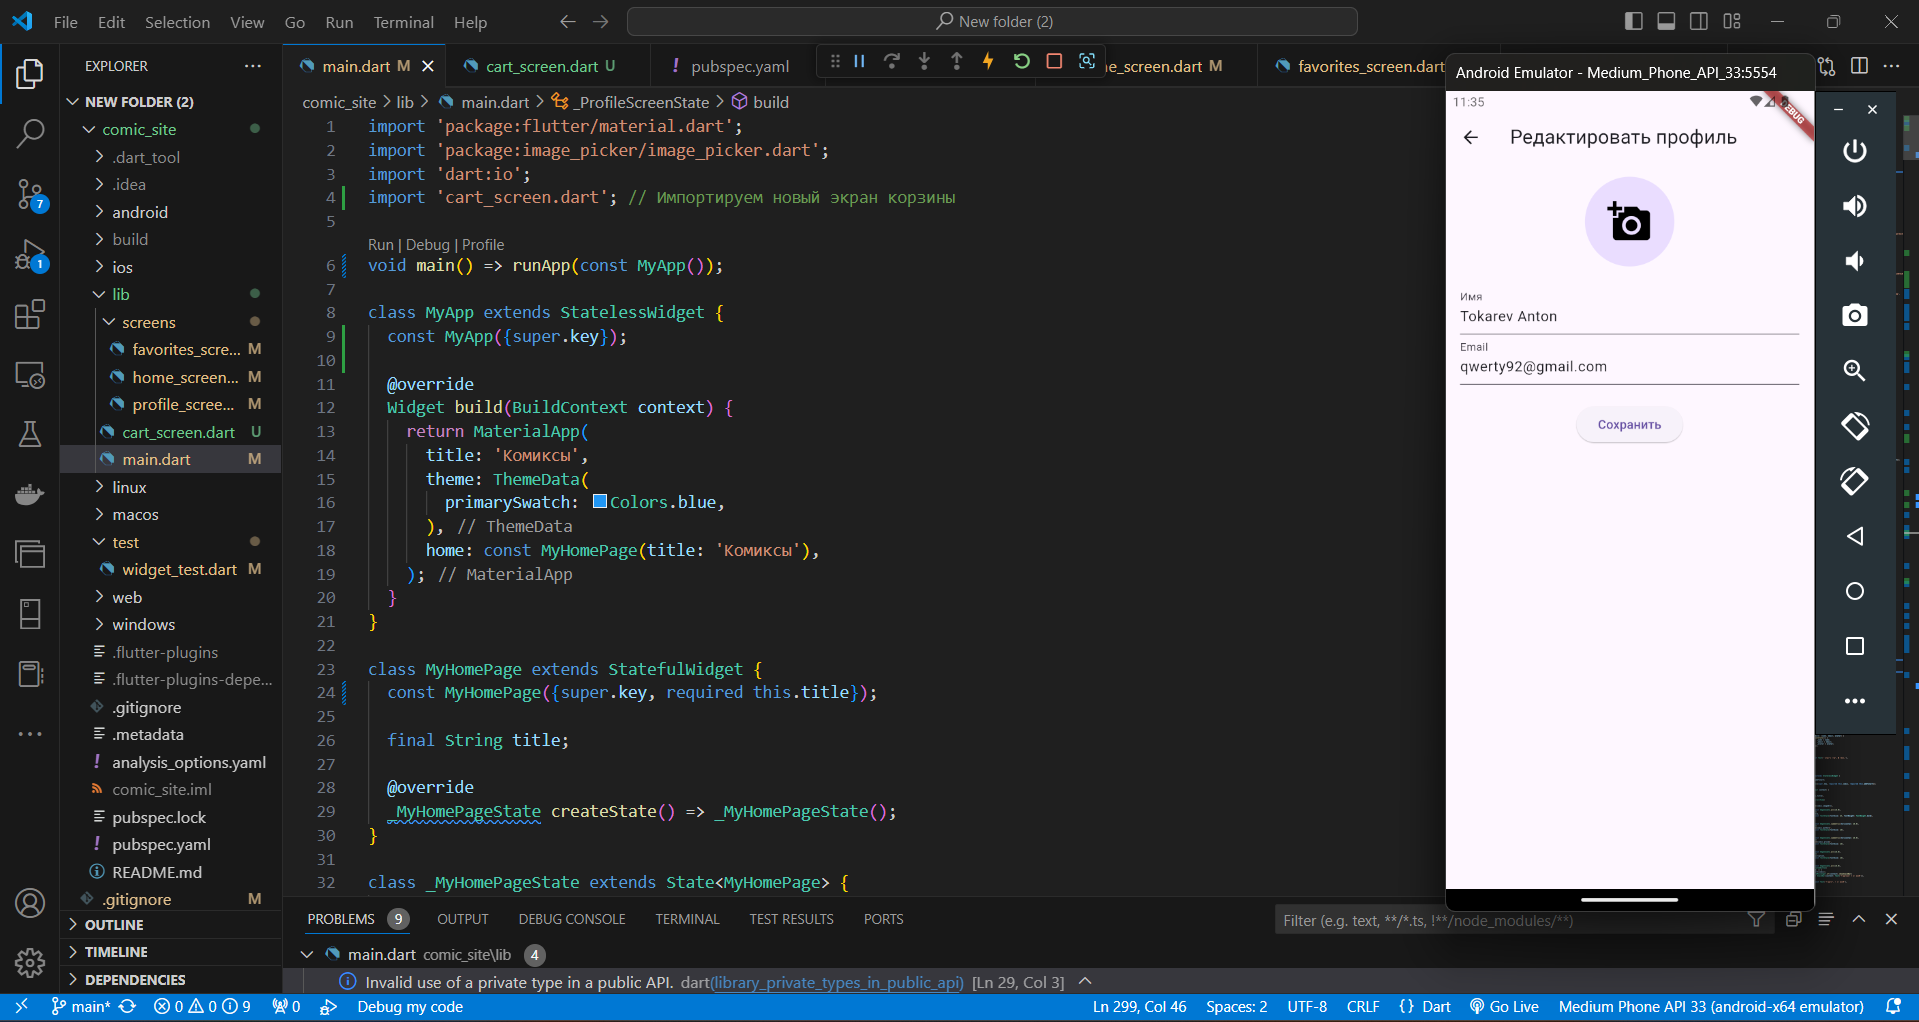 File Edit Selection View Go Run Terminal Help
New folder (2)
EXPLORER
NEW FOLDER (2)
comic_site
.dart_tool
.idea
android
build
ios
lib
screens
favorites_scre... M
home_screen... M
profile_scree... M
cart_screen.dart U
main.dart M
linux
macos
test
widget_test.dart M
web
windows
.flutter-plugins
.flutter-plugins-depe...
.gitignore
.metadata
analysis_options.yaml
comic_site.iml
pubspec.lock
pubspec.yaml
README.md
.gitignore M
OUTLINE
TIMELINE
DEPENDENCIES
7
1
main.dart M
cart_screen.dart U
pubspec.yaml
ne_screen.dart M
favorites_screen.dart
comic_site > lib > main.dart > _ProfileScreenState > build
1 import 'package:flutter/material.dart';
2 import 'package:image_picker/image_picker.dart';
3 import 'dart:io';
4 import 'cart_screen.dart'; // Импортируем новый экран корзины
5
Run | Debug | Profile
6 void main() => runApp(const MyApp());
7
8 class MyApp extends StatelessWidget {
9 const MyApp({super.key});
10
11 @override
12 Widget build(BuildContext context) {
13 return MaterialApp(
14 title: 'Комиксы',
15 theme: ThemeData(
16 primarySwatch: Colors.blue,
17 ), // ThemeData
18 home: const MyHomePage(title: 'Комиксы'),
19 ); // MaterialApp
20 }
21 }
22
23 class MyHomePage extends StatefulWidget {
24 const MyHomePage({super.key, required this.title});
25
26 final String title;
27
28 @override
29 _MyHomePageState createState() => _MyHomePageState();
30 }
31
32 class _MyHomePageState extends State<MyHomePage> {
Android Emulator - Medium_Phone_API_33:5554
11:35
Редактировать профиль
Имя
Tokarev Anton
Email
qwerty92@gmail.com
Сохранить
PROBLEMS 9 OUTPUT DEBUG CONSOLE TERMINAL TEST RESULTS PORTS
Filter (e.g. text, **/*.ts, !**/node_modules/**)
main.dart comic_site\lib 4
Invalid use of a private type in a public API. dart(library_private_types_in_public_api) [Ln 29, Col 3]
main* 0 0 9 0 Debug my code
Ln 299, Col 46 Spaces: 2 UTF-8 CRLF {} Dart Go Live Medium Phone API 33 (android-x64 emulator)